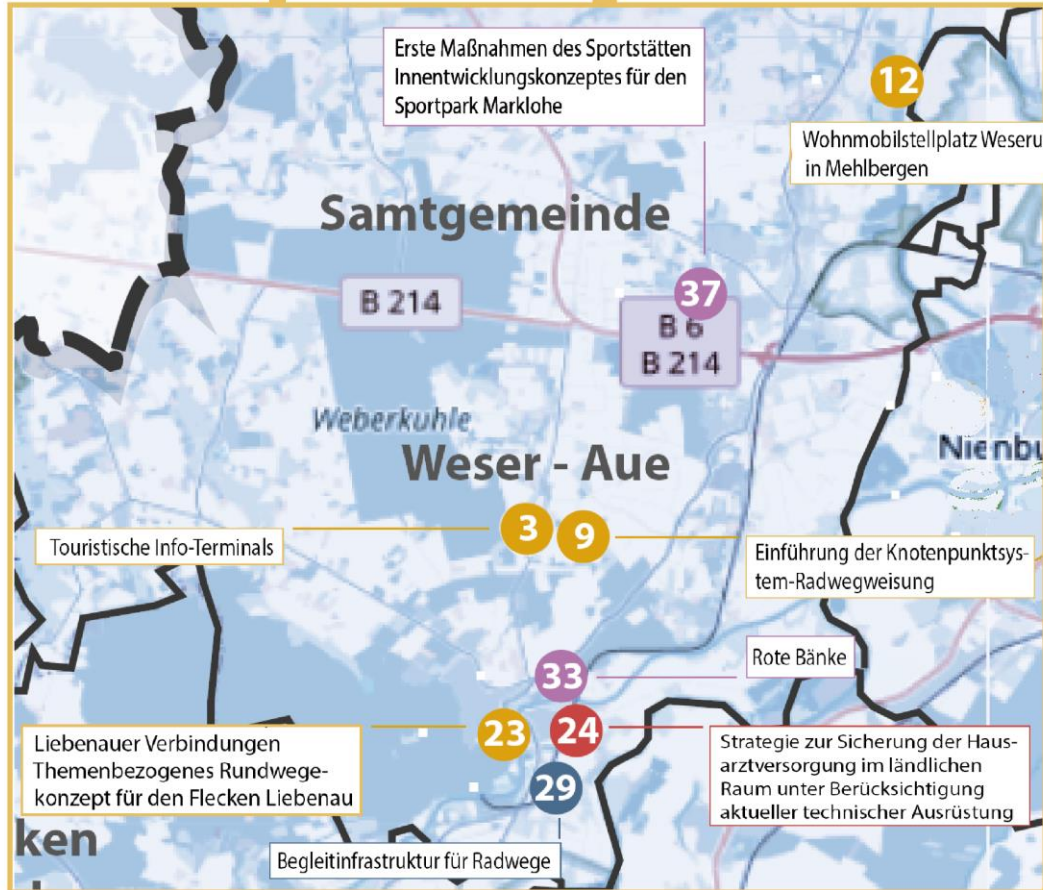 Erste Maßnahmen des Sportstätten
Innentwicklungskonzeptes für den
Sportpark Marklohe
12
Wohnmobilstellplatz Weseru
in Mehlbergen
Samtgemeinde
37
B 214
B 6
B 214
Weberkuhle
Weser - Aue
Nienbu
3
9
Touristische Info-Terminals
Einführung der Knotenpunktsys-
tem-Radwegweisung
33
Rote Bänke
23
24
Liebenauer Verbindungen
Themenbezogenes Rundwege-
konzept für den Flecken Liebenau
Strategie zur Sicherung der Haus-
arztversorgung im ländlichen
Raum unter Berücksichtigung
aktueller technischer Ausrüstung
29
ken
Begleitinfrastruktur für Radwege